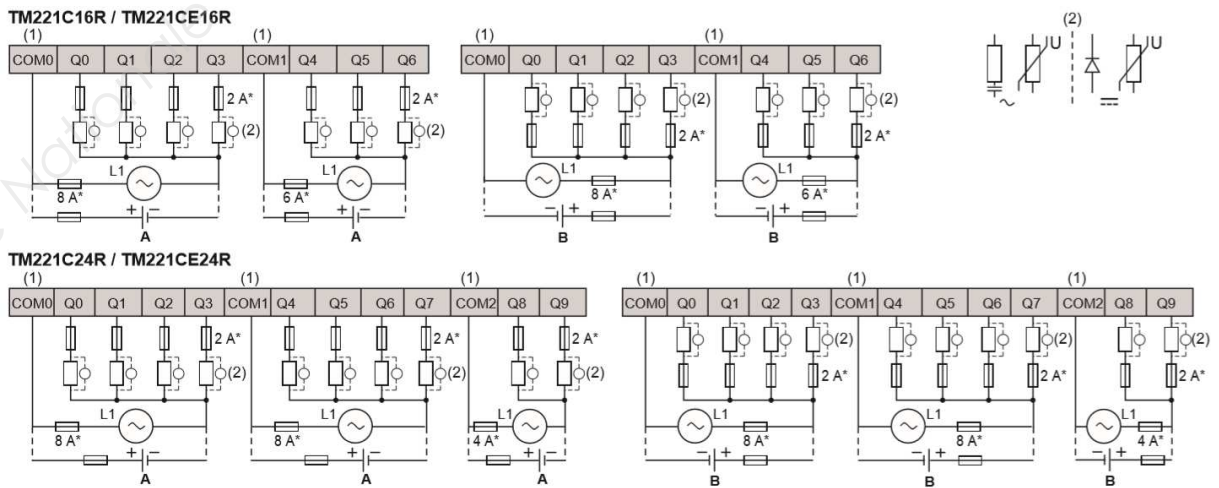 TM221C16R / TM221CE16R
(1) (1) (1) (1) (2)
COM0 Q0 Q1 Q2 Q3 COM1 Q4 Q5 Q6 COM0 Q0 Q1 Q2 Q3 COM1 Q4 Q5 Q6
U U
2 A* 2 A*
(2) (2) (2) (2)
2 A* 2 A*
L1 L1 L1 L1
8 A* 6 A* 8 A* 6 A*
+ − + − − + − +
A A B B
TM221C24R / TM221CE24R
(1) (1) (1) (1) (1) (1)
COM0 Q0 Q1 Q2 Q3 COM1 Q4 Q5 Q6 Q7 COM2 Q8 Q9 COM0 Q0 Q1 Q2 Q3 COM1 Q4 Q5 Q6 Q7 COM2 Q8 Q9
2 A* 2 A* 2 A*
(2) (2) (2) (2) (2) (2)
2 A* 2 A* 2 A*
L1 L1 L1 L1 L1 L1
8 A* 8 A* 4 A* 8 A* 8 A* 4 A*
+ − + − + − − + − + − +
A A A B B B
Nationale